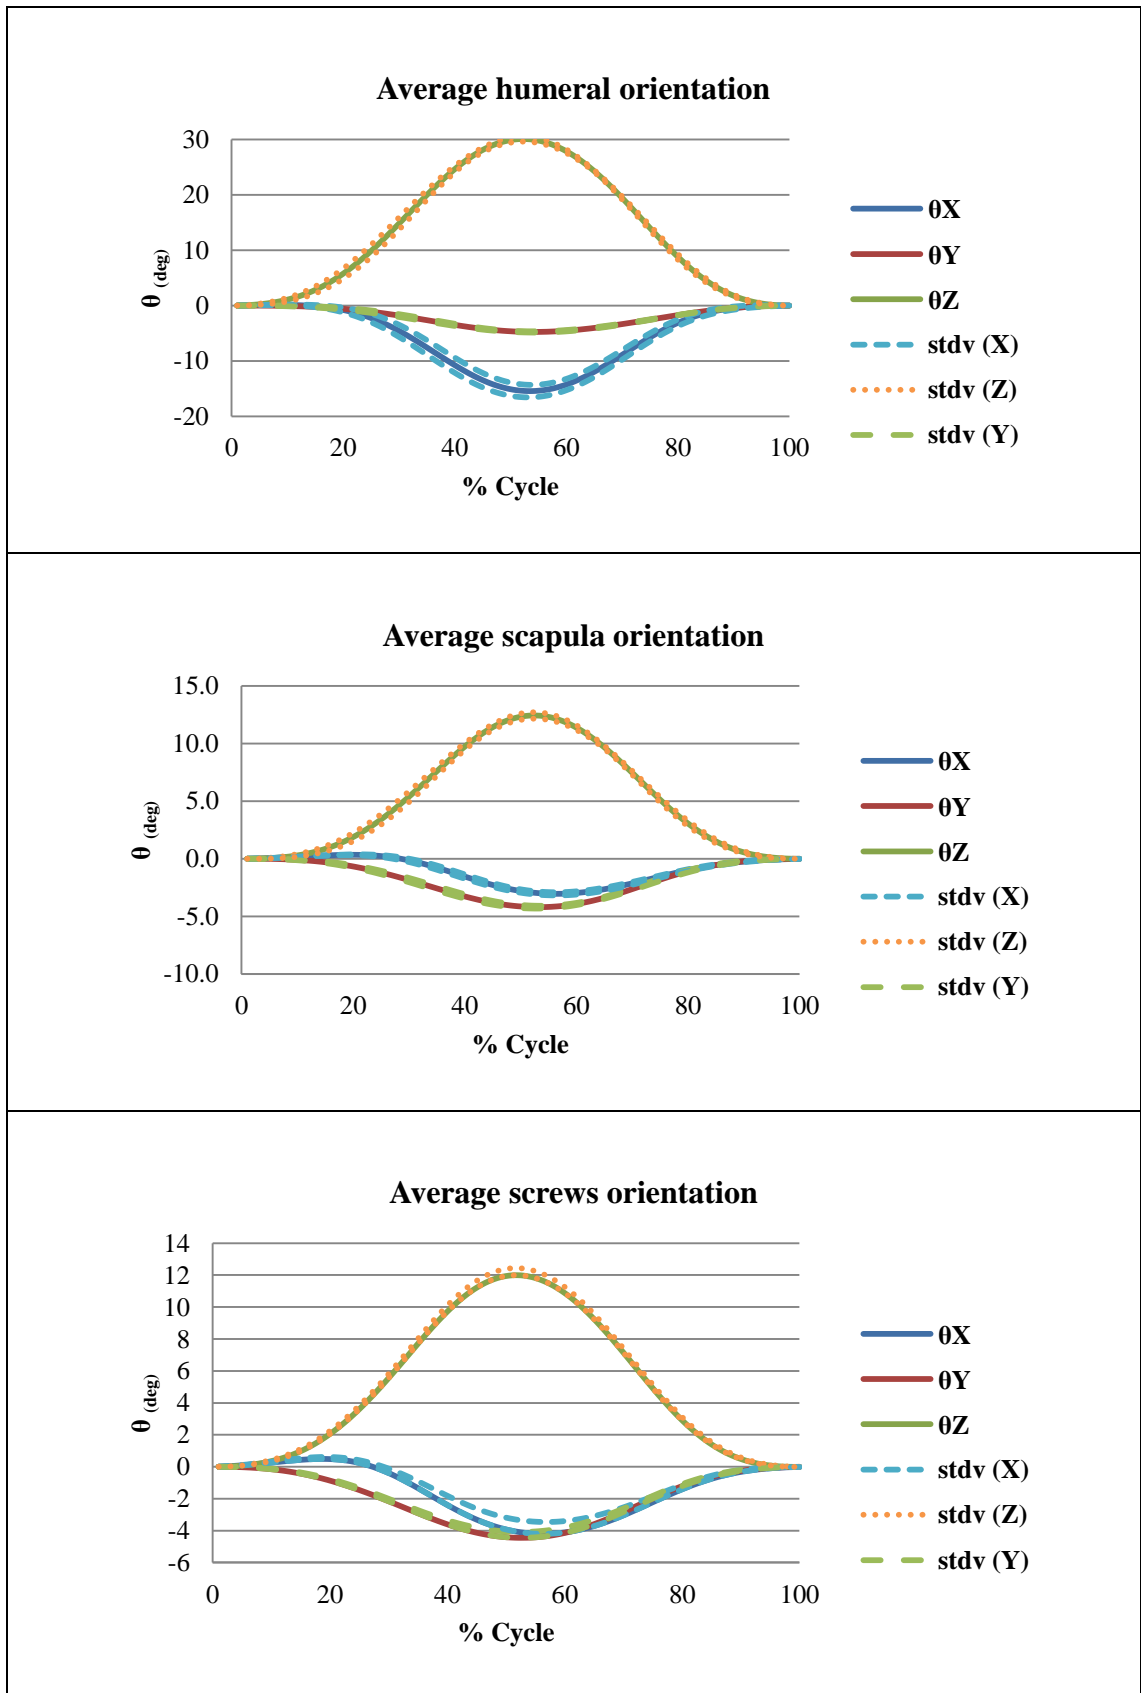 Average humeral orientation
30
20
10
0
-10
-20
θ (deg)
0 20 40 60 80 100
% Cycle
θX
θY
θZ
stdv (X)
stdv (Z)
stdv (Y)
Average scapula orientation
15.0
10.0
5.0
0.0
-5.0
-10.0
θ (deg)
0 20 40 60 80 100
% Cycle
θX
θY
θZ
stdv (X)
stdv (Z)
stdv (Y)
Average screws orientation
14
12
10
8
6
4
2
0
-2
-4
-6
θ (deg)
0 20 40 60 80 100
% Cycle
θX
θY
θZ
stdv (X)
stdv (Z)
stdv (Y)